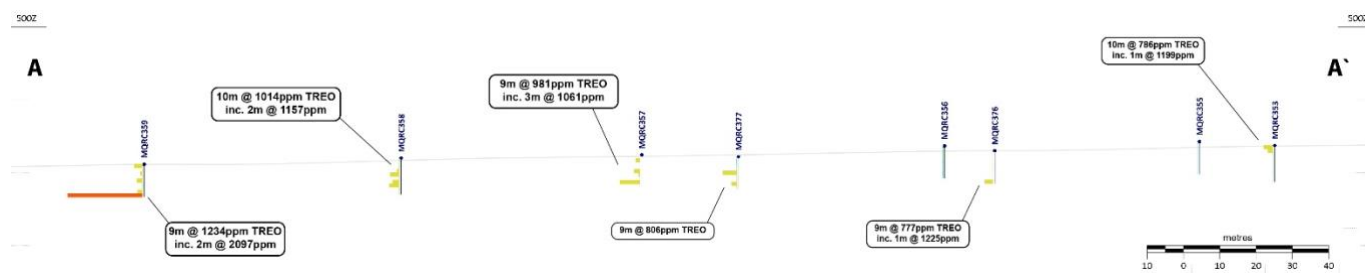 500Z
500Z
A
A`
10m @ 786ppm TREO
inc. 1m @ 1199ppm
9m @ 981ppm TREO
inc. 3m @ 1061ppm
10m @ 1014ppm TREO
inc. 2m @ 1157ppm
MQRC359
MQRC358
MQRC357
MQRC377
MQRC356
MQRC376
MQRC355
MQRC353
9m @ 1234ppm TREO
inc. 2m @ 2097ppm
9m @ 806ppm TREO
9m @ 777ppm TREO
inc. 1m @ 1225ppm
metres
10 0 10 20 30 40